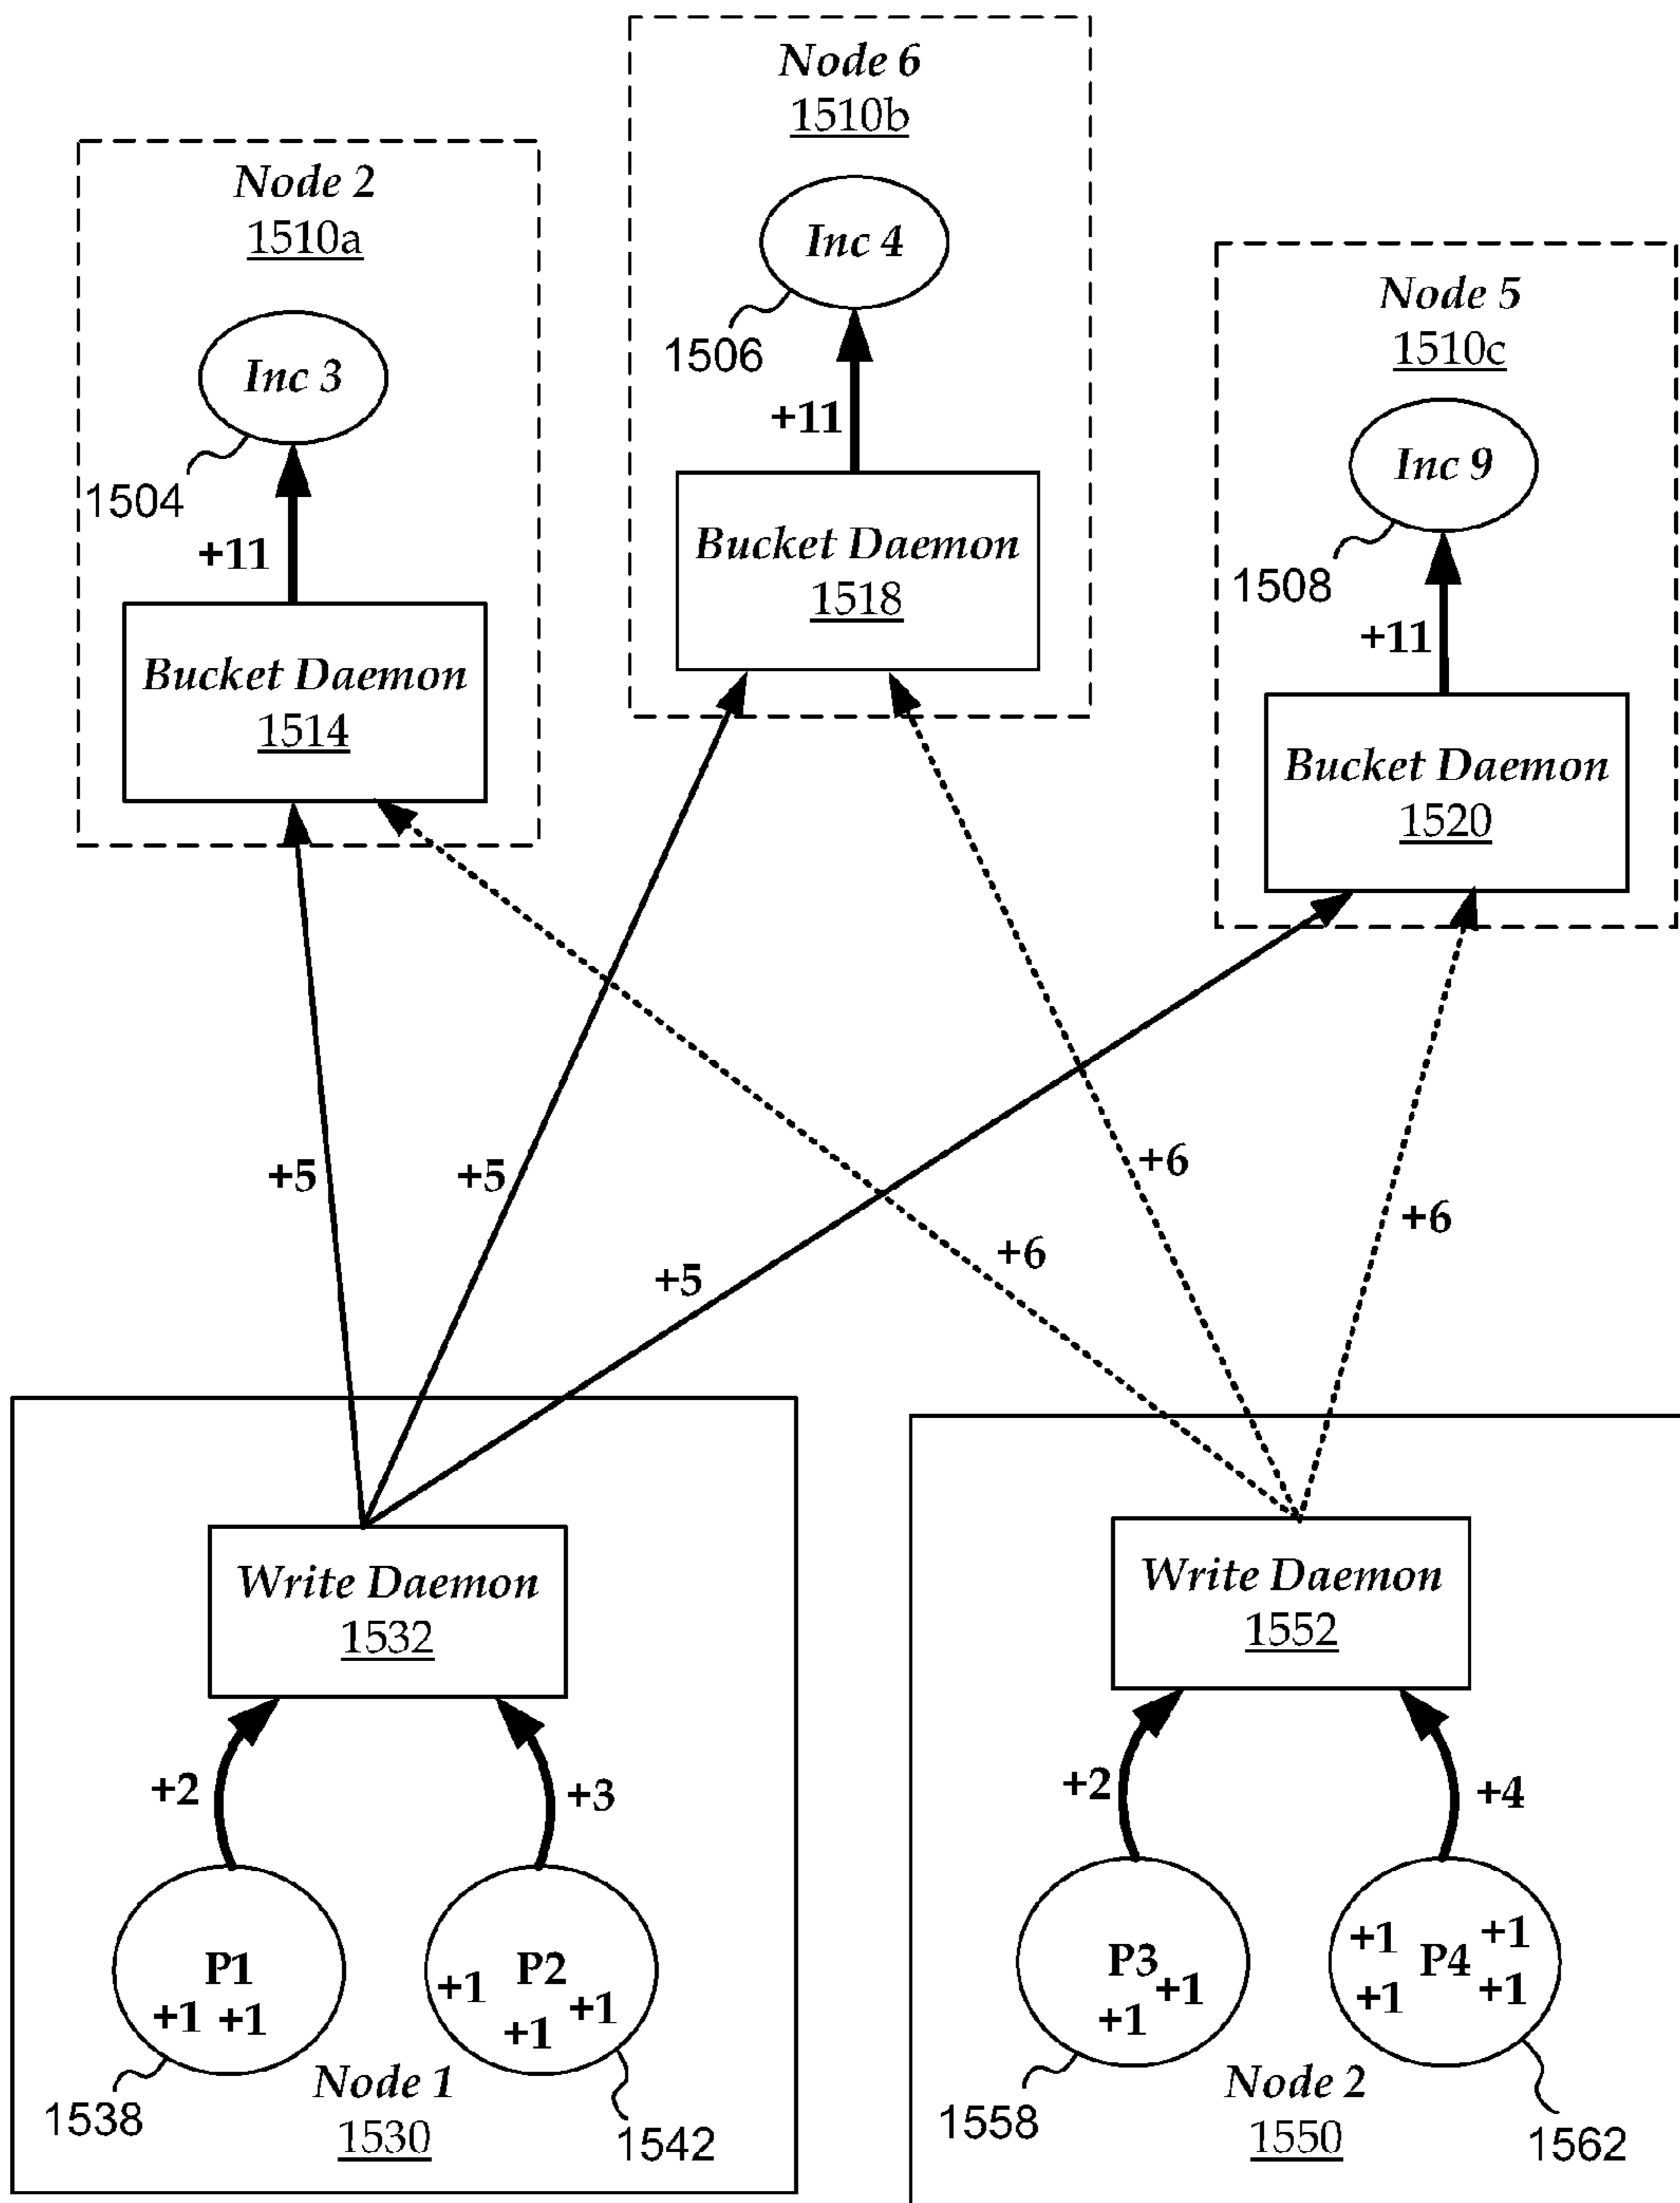 Node 6
1510b
Inc 4
1506
+11
Bucket Daemon
1518
Node 2
1510a
Inc 3
1504
+11
Bucket Daemon
1514
Node 5
1510c
Inc 9
1508
+11
Bucket Daemon
1520
+5
+5
+5
+6
+6
+6
Write Daemon
1532
+2
+3
P1
+1 +1
P2
+1
+1
+1
1538
Node 1
1530
1542
Write Daemon
1552
+2
+4
P3
+1
+1
+1
+1
P4
+1
+1
1558
Node 2
1550
1562